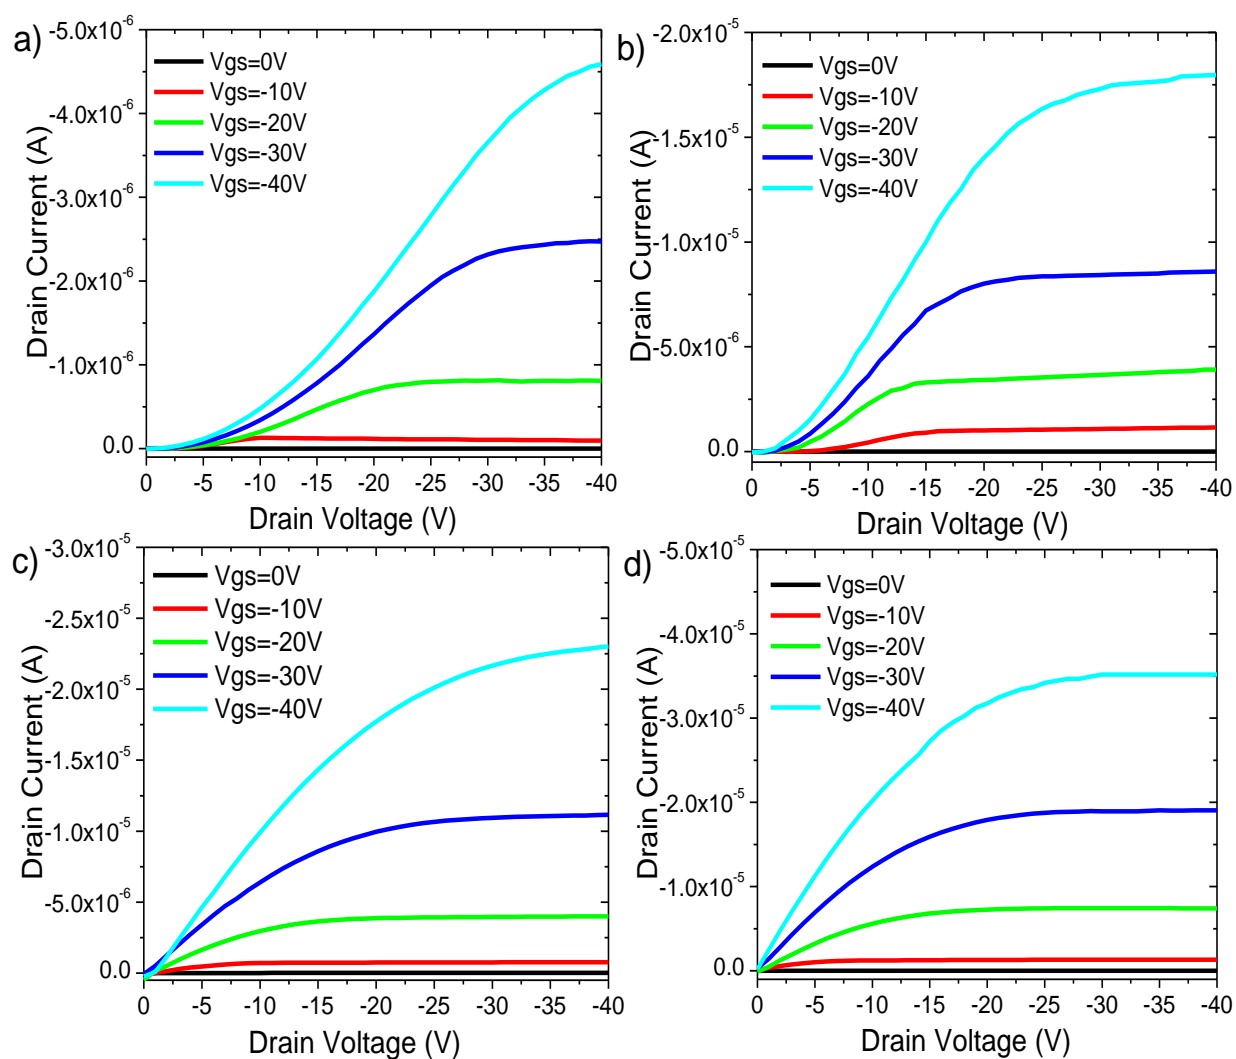 a)
-5.0x10⁻⁶
-4.0x10⁻⁶
-3.0x10⁻⁶
-2.0x10⁻⁶
-1.0x10⁻⁶
0.0
Drain Current (A)
Vgs=0V
Vgs=-10V
Vgs=-20V
Vgs=-30V
Vgs=-40V
0 -5 -10 -15 -20 -25 -30 -35 -40
Drain Voltage (V)
b)
-2.0x10⁻⁵
-1.5x10⁻⁵
-1.0x10⁻⁵
-5.0x10⁻⁶
0.0
Drain Current (A)
Vgs=0V
Vgs=-10V
Vgs=-20V
Vgs=-30V
Vgs=-40V
0 -5 -10 -15 -20 -25 -30 -35 -40
Drain Voltage (V)
c)
-3.0x10⁻⁵
-2.5x10⁻⁵
-2.0x10⁻⁵
-1.5x10⁻⁵
-1.0x10⁻⁵
-5.0x10⁻⁶
0.0
Drain Current (A)
Vgs=0V
Vgs=-10V
Vgs=-20V
Vgs=-30V
Vgs=-40V
0 -5 -10 -15 -20 -25 -30 -35 -40
Drain Voltage (V)
d)
-5.0x10⁻⁵
-4.0x10⁻⁵
-3.0x10⁻⁵
-2.0x10⁻⁵
-1.0x10⁻⁵
0.0
Drain Current (A)
Vgs=0V
Vgs=-10V
Vgs=-20V
Vgs=-30V
Vgs=-40V
0 -5 -10 -15 -20 -25 -30 -35 -40
Drain Voltage (V)